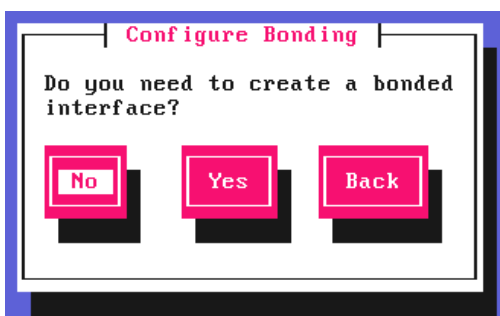 Configure Bonding
Do you need to create a bonded
interface?
No Yes Back